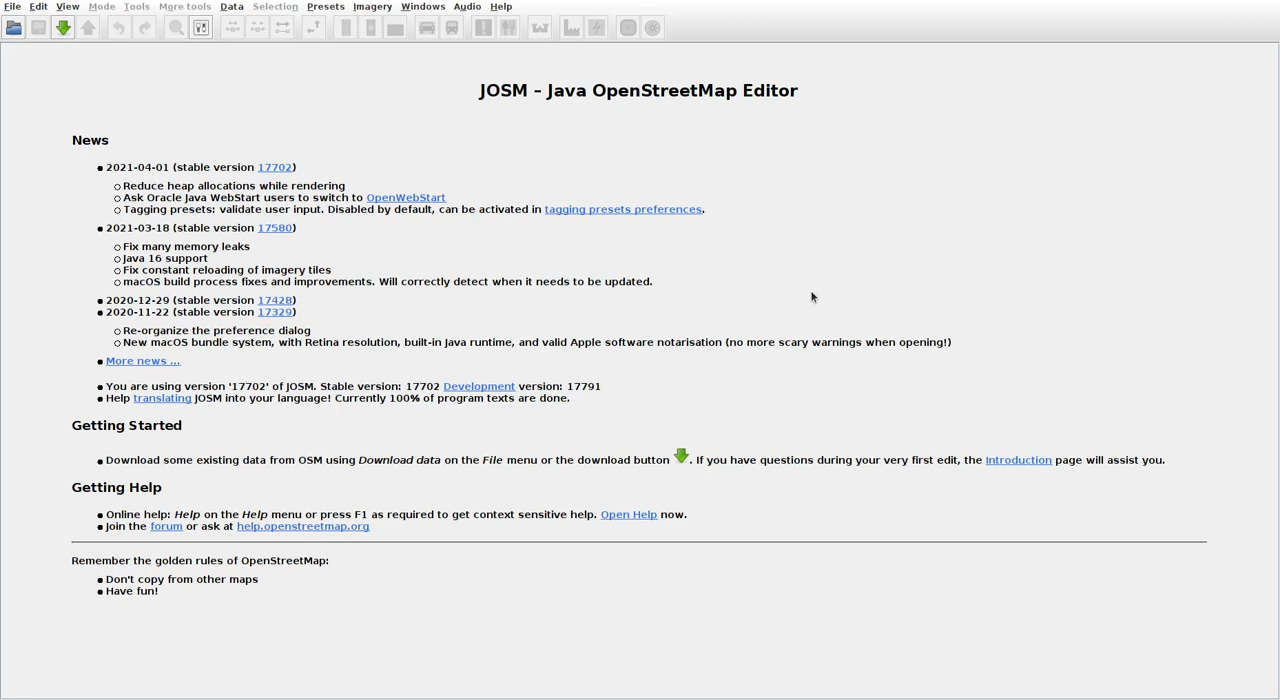 File Edit View Mode Tools More tools Data Selection Presets Imagery Windows Audio Help
JOSM – Java OpenStreetMap Editor
News
2021-04-01 (stable version 17702)
Reduce heap allocations while rendering
Ask Oracle Java WebStart users to switch to OpenWebStart
Tagging presets: validate user input. Disabled by default, can be activated in tagging presets preferences.
2021-03-18 (stable version 17580)
Fix many memory leaks
Java 16 support
Fix constant reloading of imagery tiles
macOS build process fixes and improvements. Will correctly detect when it needs to be updated.
2020-12-29 (stable version 17428)
2020-11-22 (stable version 17329)
Re-organize the preference dialog
New macOS bundle system, with Retina resolution, built-in Java runtime, and valid Apple software notarisation (no more scary warnings when opening!)
More news ...
You are using version '17702' of JOSM. Stable version: 17702 Development version: 17791
Help translating JOSM into your language! Currently 100% of program texts are done.
Getting Started
Download some existing data from OSM using Download data on the File menu or the download button . If you have questions during your very first edit, the Introduction page will assist you.
Getting Help
Online help: Help on the Help menu or press F1 as required to get context sensitive help. Open Help now.
Join the forum or ask at help.openstreetmap.org
Remember the golden rules of OpenStreetMap:
Don't copy from other maps
Have fun!